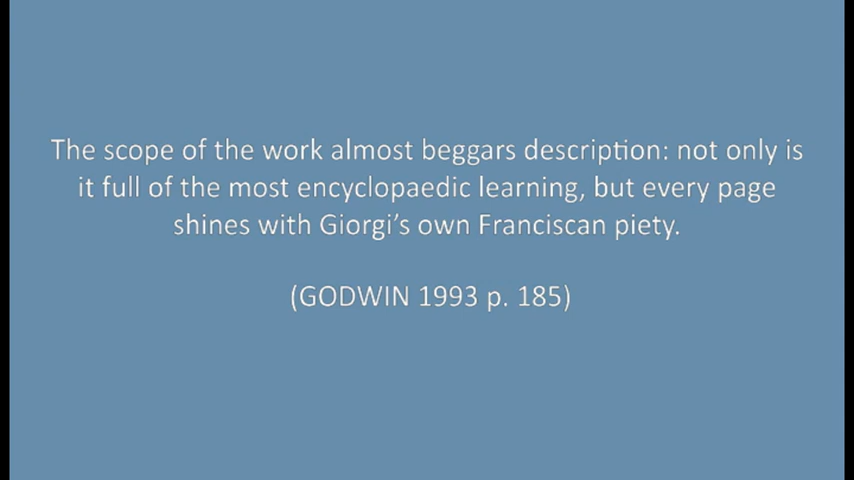 The scope of the work almost beggars description: not only is
it full of the most encyclopaedic learning, but every page
shines with Giorgi’s own Franciscan piety.
(GODWIN 1993 p. 185)